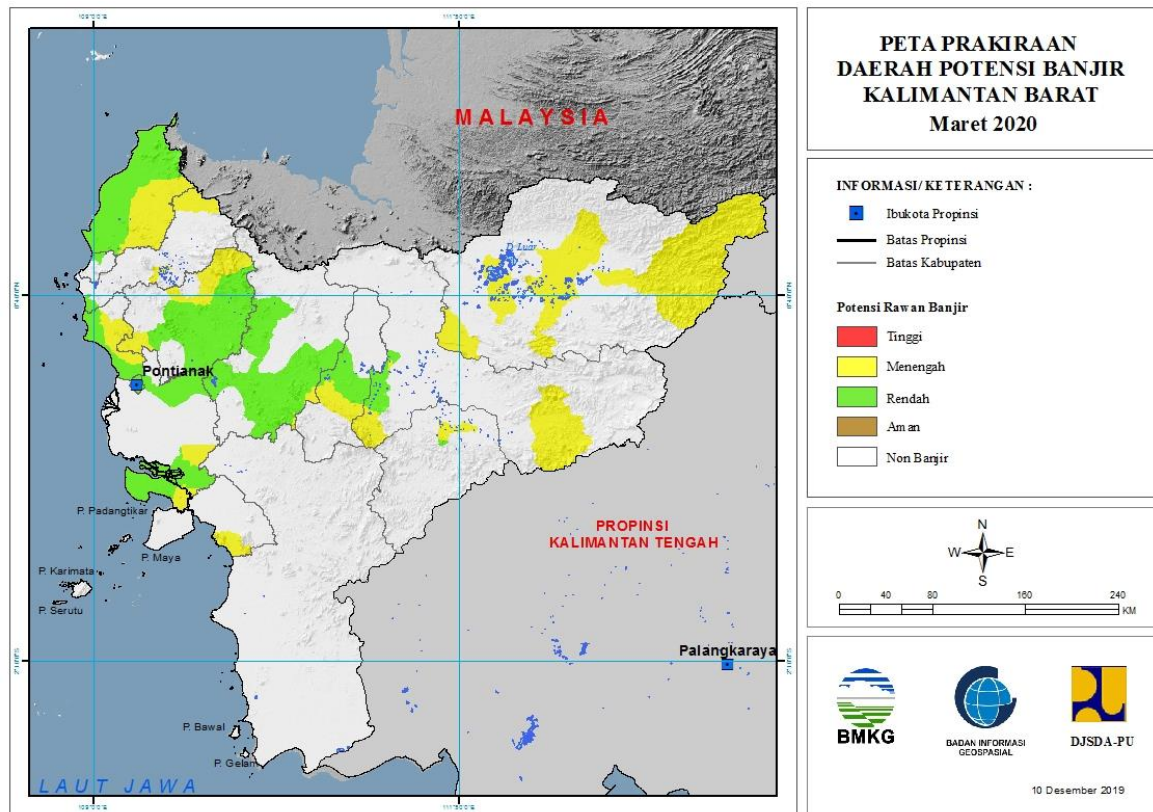 PETA PRAKIRAAN
DAERAH POTENSI BANJIR
KALIMANTAN BARAT
Maret 2020
INFORMASI/ KETERANGAN :
Ibukota Propinsi
Batas Propinsi
Batas Kabupaten
Potensi Rawan Banjir
Tinggi
Menengah
Rendah
Aman
Non Banjir
N
W
E
S
0 40 80 160 240
KM
BMKG
BADAN INFORMASI
GEOSPASIAL
DJSDA-PU
10 Desember 2019
MALAYSIA
D. Luar
Pontianak
P. Padangtikar
P. Maya
P. Karimata
P. Serutu
PROPINSI
KALIMANTAN TENGAH
Palangkaraya
P. Bawal
P. Gelam
LAUT JAWA